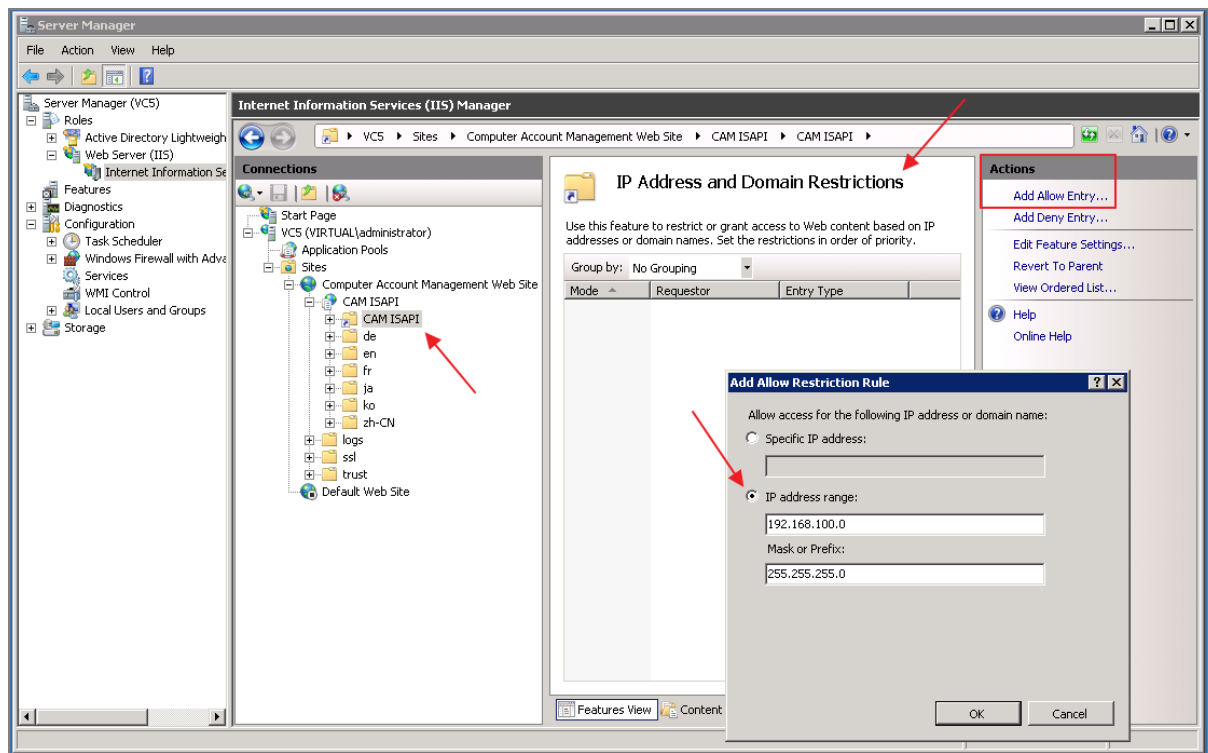 Server Manager
File Action View Help
Server Manager (VC5)
Roles
Active Directory Lightweigh
Web Server (IIS)
Internet Information Se
Features
Diagnostics
Configuration
Task Scheduler
Windows Firewall with Adva
Services
WMI Control
Local Users and Groups
Storage
Internet Information Services (IIS) Manager
VC5 Sites Computer Account Management Web Site CAM ISAPI CAM ISAPI
Connections
Start Page
VC5 (VIRTUAL\administrator)
Application Pools
Sites
Computer Account Management Web Site
CAM ISAPI
CAM ISAPI
de
en
fr
ja
ko
zh-CN
logs
ssl
trust
Default Web Site
IP Address and Domain Restrictions
Use this feature to restrict or grant access to Web content based on IP
addresses or domain names. Set the restrictions in order of priority.
Group by: No Grouping
Mode Requestor Entry Type
Features View Content
Actions
Add Allow Entry...
Add Deny Entry...
Edit Feature Settings...
Revert To Parent
View Ordered List...
Help
Online Help
Add Allow Restriction Rule
Allow access for the following IP address or domain name:
Specific IP address:
IP address range:
192.168.100.0
Mask or Prefix:
255.255.255.0
OK Cancel